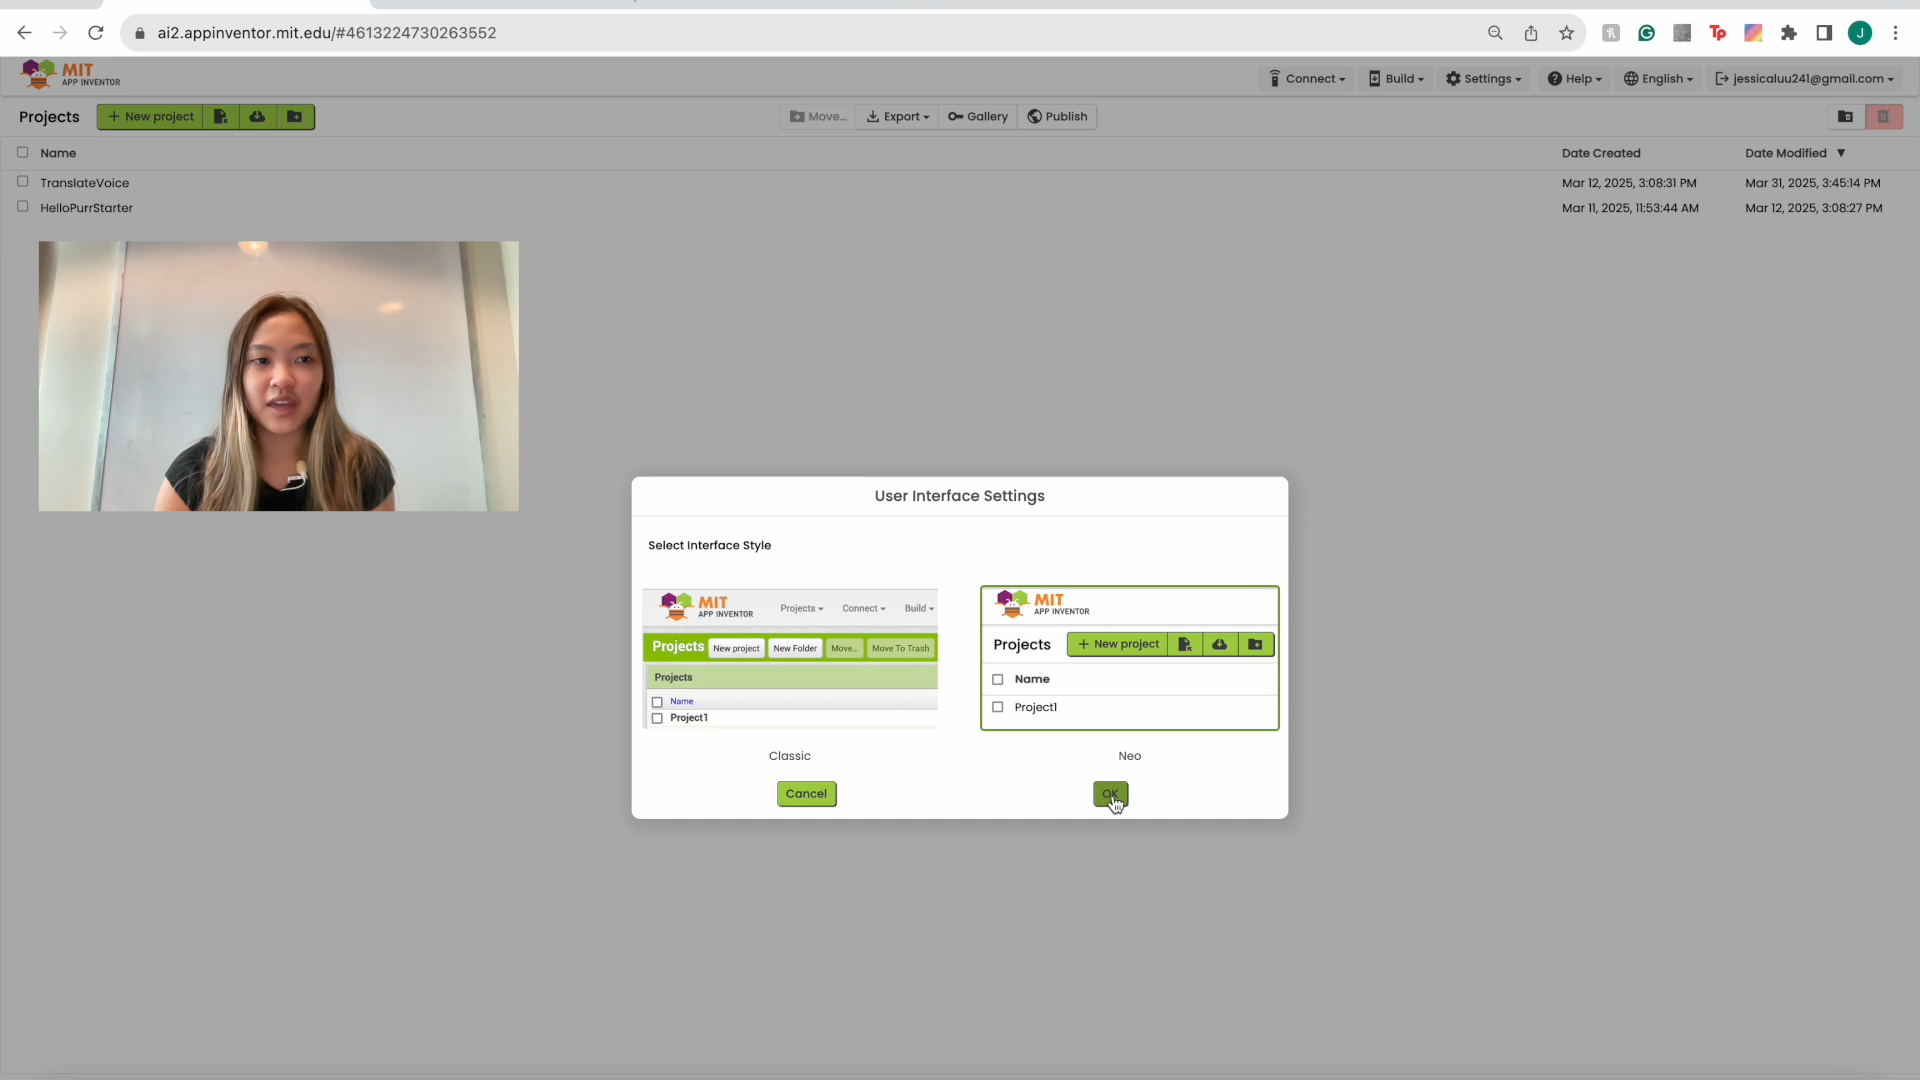 ai2.appinventor.mit.edu/#4613224730263552
Tp
J
MIT
APP INVENTOR
Connect
Build
Settings
Help
English
jessicaluu241@gmail.com
Projects
+ New project
Move...
Export
Gallery
Publish
Name
Date Created
Date Modified
TranslateVoice
Mar 12, 2025, 3:08:31 PM
Mar 31, 2025, 3:45:14 PM
HelloPurrStarter
Mar 11, 2025, 11:53:44 AM
Mar 12, 2025, 3:08:27 PM
User Interface Settings
Select Interface Style
MIT
APP INVENTOR
Projects
Connect
Build
Projects
New project
New Folder
Move...
Move To Trash
Projects
Name
Project1
Classic
MIT
APP INVENTOR
Projects
+ New project
Name
Project1
Neo
Cancel
OK